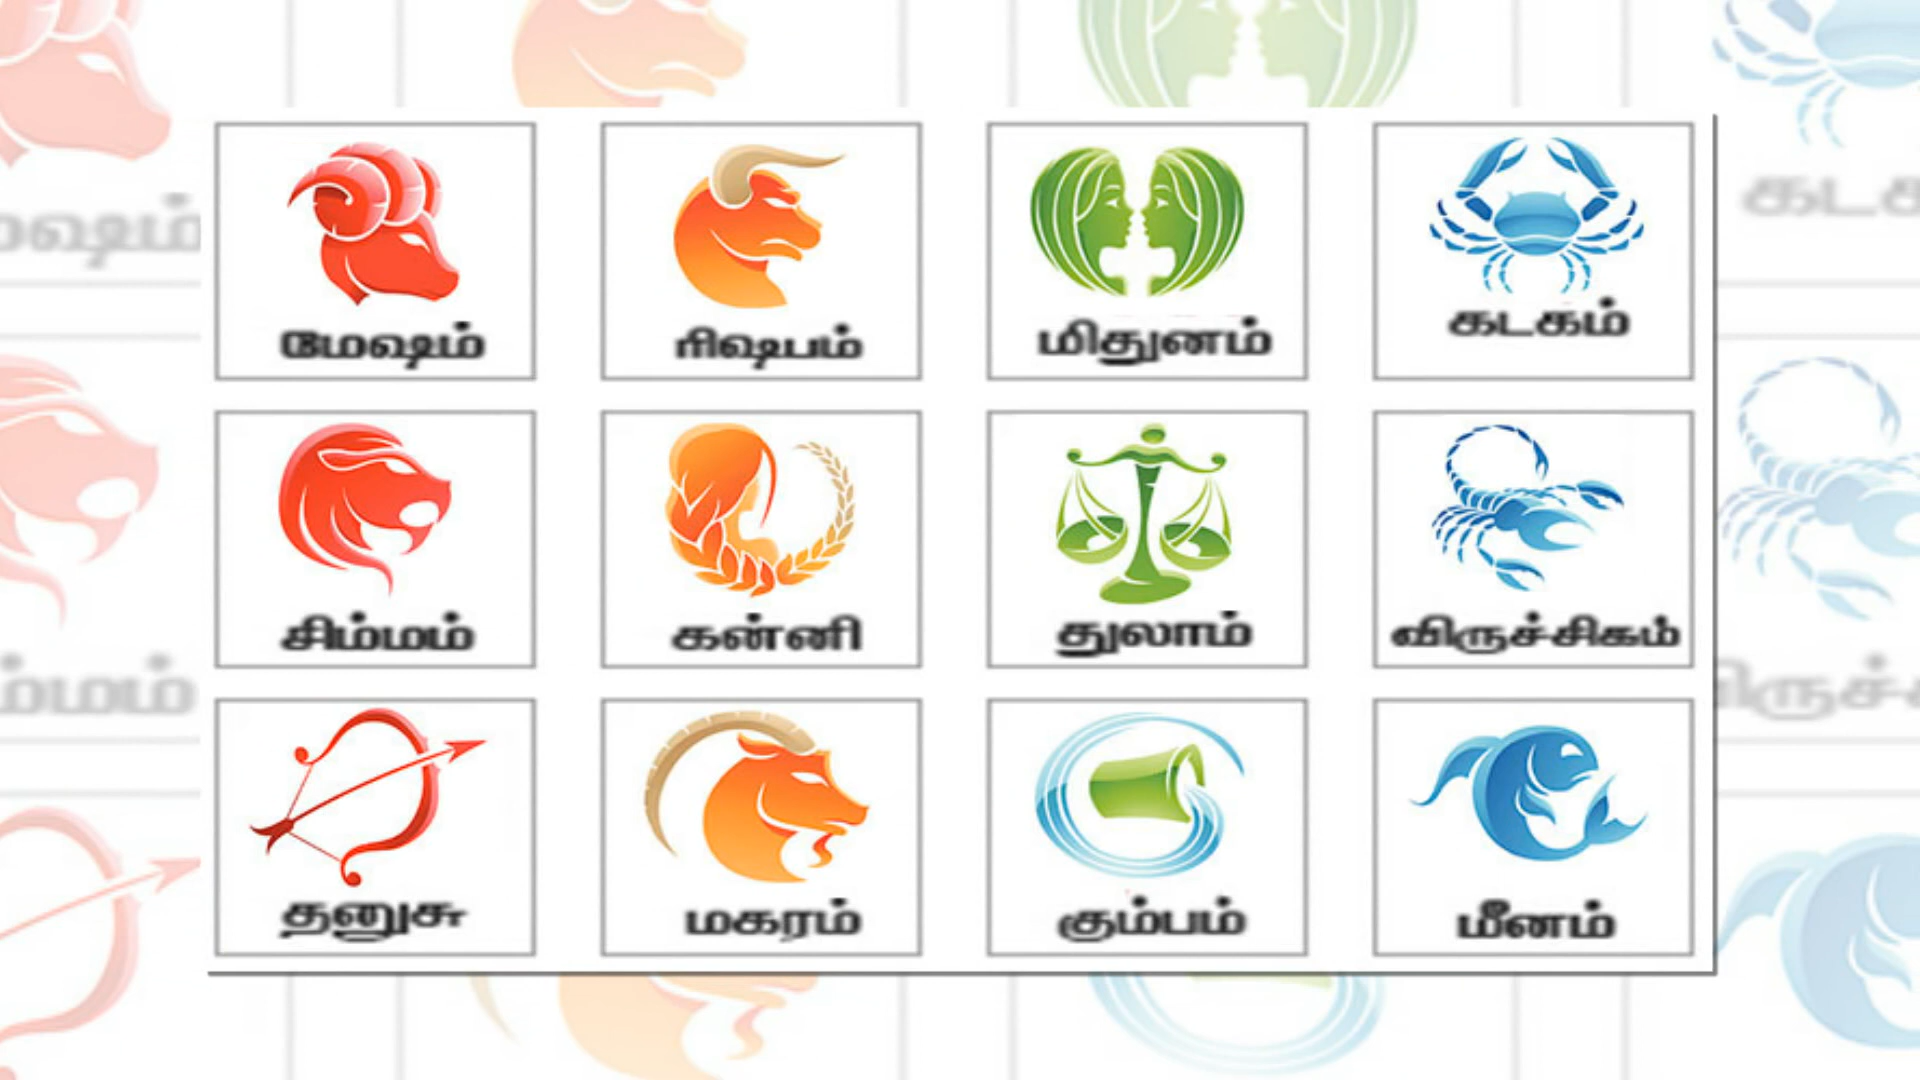 மேஷம்
ரிஷபம்
மிதுனம்
கடகம்
சிம்மம்
கன்னி
துலாம்
விருச்சிகம்
தனுசு
மகரம்
கும்பம்
மீனம்